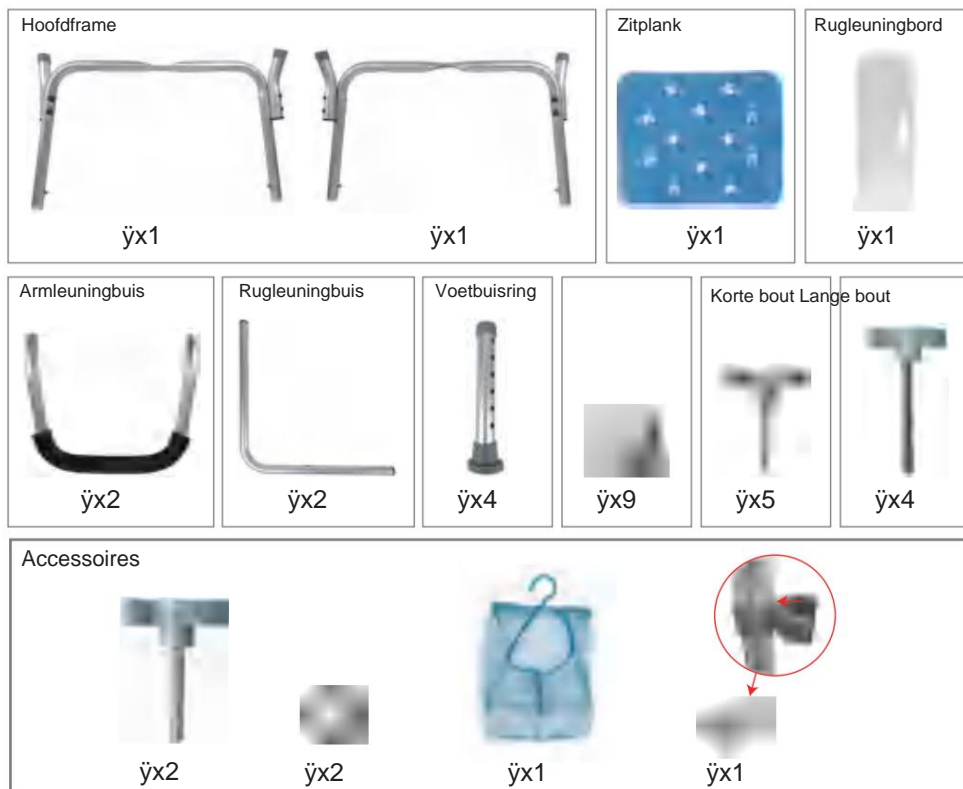 Hoofdframe
ÿx1
ÿx1
Zitplank
ÿx1
Rugleuningbord
ÿx1
Armleuningbuis
ÿx2
Rugleuningbuis
ÿx2
Voetbuisring
ÿx4
ÿx9
Korte bout Lange bout
ÿx5
ÿx4
Accessoires
ÿx2
ÿx2
ÿx1
ÿx1